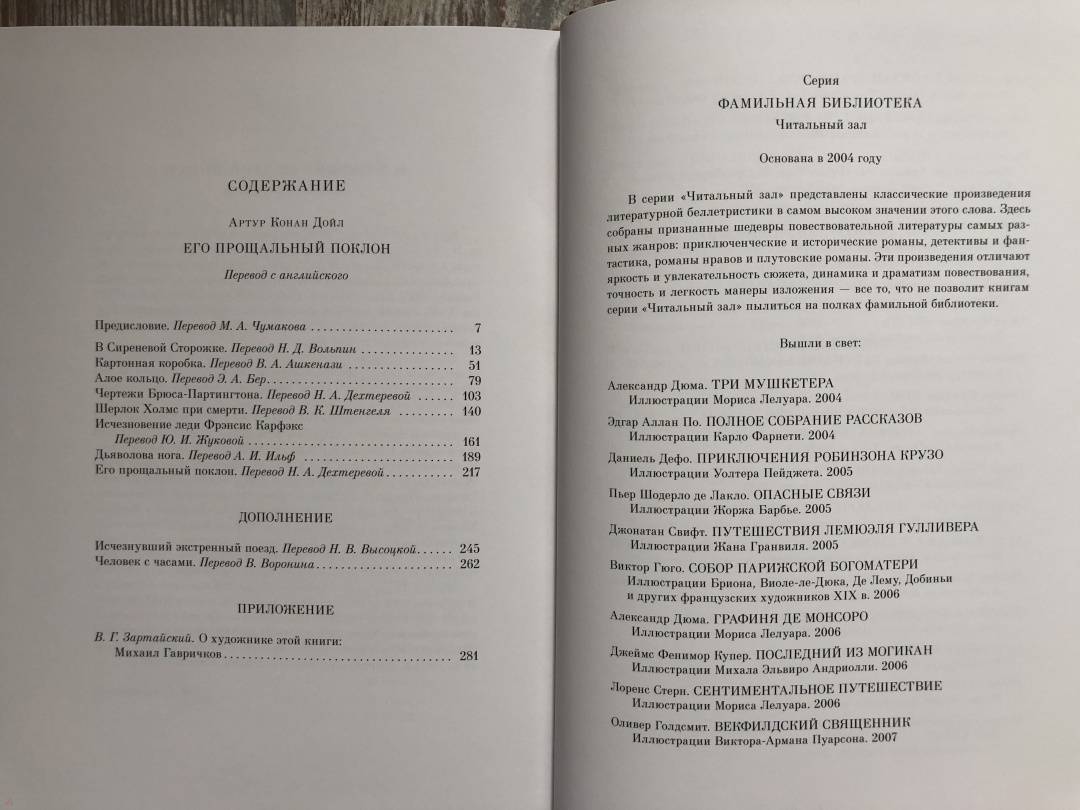 СОДЕРЖАНИЕ
Артур Конан Дойл
ЕГО ПРОЩАЛЬНЫЙ ПОКЛОН
Перевод с английского
Предисловие. Перевод М. А. Чумакова . . . . . . . . . . . . . . . . . . . . . 7
В Сиреневой Сторожке. Перевод Н. Д. Вольпин . . . . . . . . . . . . . . 13
Картонная коробка. Перевод В. А. Ашкенази . . . . . . . . . . . . . . . 51
Алое кольцо. Перевод Э. А. Бер. . . . . . . . . . . . . . . . . . . . . . . . . . . 79
Чертежи Брюса-Партингтона. Перевод Н. А. Дехтеревой . . . . . 103
Шерлок Холмс при смерти. Перевод В. К. Штенгеля . . . . . . . . 140
Исчезновение леди Фрэнсис Карфэкс
Перевод Ю. И. Жуковой . . . . . . . . . . . . . . . . . . . . . . . . . . . . . . 161
Дьяволова нога. Перевод А. И. Ильф . . . . . . . . . . . . . . . . . . . . . . 189
Его прощальный поклон. Перевод Н. А. Дехтеревой. . . . . . . . . . 217
ДОПОЛНЕНИЕ
Исчезнувший экстренный поезд. Перевод Н. В. Высоцкой. . . . . . 245
Человек с часами. Перевод В. Воронина. . . . . . . . . . . . . . . . . . . . 262
ПРИЛОЖЕНИЕ
В. Г. Зартайский. О художнике этой книги:
Михаил Гавричков . . . . . . . . . . . . . . . . . . . . . . . . . . . . . . . . . 281
Серия
ФАМИЛЬНАЯ БИБЛИОТЕКА
Читальный зал
Основана в 2004 году
В серии «Читальный зал» представлены классические произведения
литературной беллетристики в самом высоком значении этого слова. Здесь
собраны признанные шедевры повествовательной литературы самых раз-
ных жанров: приключенческие и исторические романы, детективы и фан-
тастика, романы нравов и плутовские романы. Эти произведения отличают
яркость и увлекательность сюжета, динамика и драматизм повествования,
точность и легкость манеры изложения — все то, что не позволит книгам
серии «Читальный зал» пылиться на полках фамильной библиотеки.
Вышли в свет:
Александр Дюма. ТРИ МУШКЕТЕРА
Иллюстрации Мориса Лелуара. 2004
Эдгар Аллан По. ПОЛНОЕ СОБРАНИЕ РАССКАЗОВ
Иллюстрации Карло Фарнети. 2004
Даниель Дефо. ПРИКЛЮЧЕНИЯ РОБИНЗОНА КРУЗО
Иллюстрации Уолтера Пейджета. 2005
Пьер Шодерло де Лакло. ОПАСНЫЕ СВЯЗИ
Иллюстрации Жоржа Барбье. 2005
Джонатан Свифт. ПУТЕШЕСТВИЯ ЛЕМЮЭЛЯ ГУЛЛИВЕРА
Иллюстрации Жана Гранвиля. 2005
Виктор Гюго. СОБОР ПАРИЖСКОЙ БОГОМАТЕРИ
Иллюстрации Бриона, Виоле-ле-Дюка, Де Лему, Добиньи
и других французских художников XIX в. 2006
Александр Дюма. ГРАФИНЯ ДЕ МОНСОРО
Иллюстрации Мориса Лелуара. 2006
Джеймс Фенимор Купер. ПОСЛЕДНИЙ ИЗ МОГИКАН
Иллюстрации Михала Эльвиро Андриолли. 2006
Лоренс Стерн. СЕНТИМЕНТАЛЬНОЕ ПУТЕШЕСТВИЕ
Иллюстрации Мориса Лелуара. 2006
Оливер Голдсмит. ВЕКФИЛДСКИЙ СВЯЩЕННИК
Иллюстрации Виктора-Армана Пуарсона. 2007